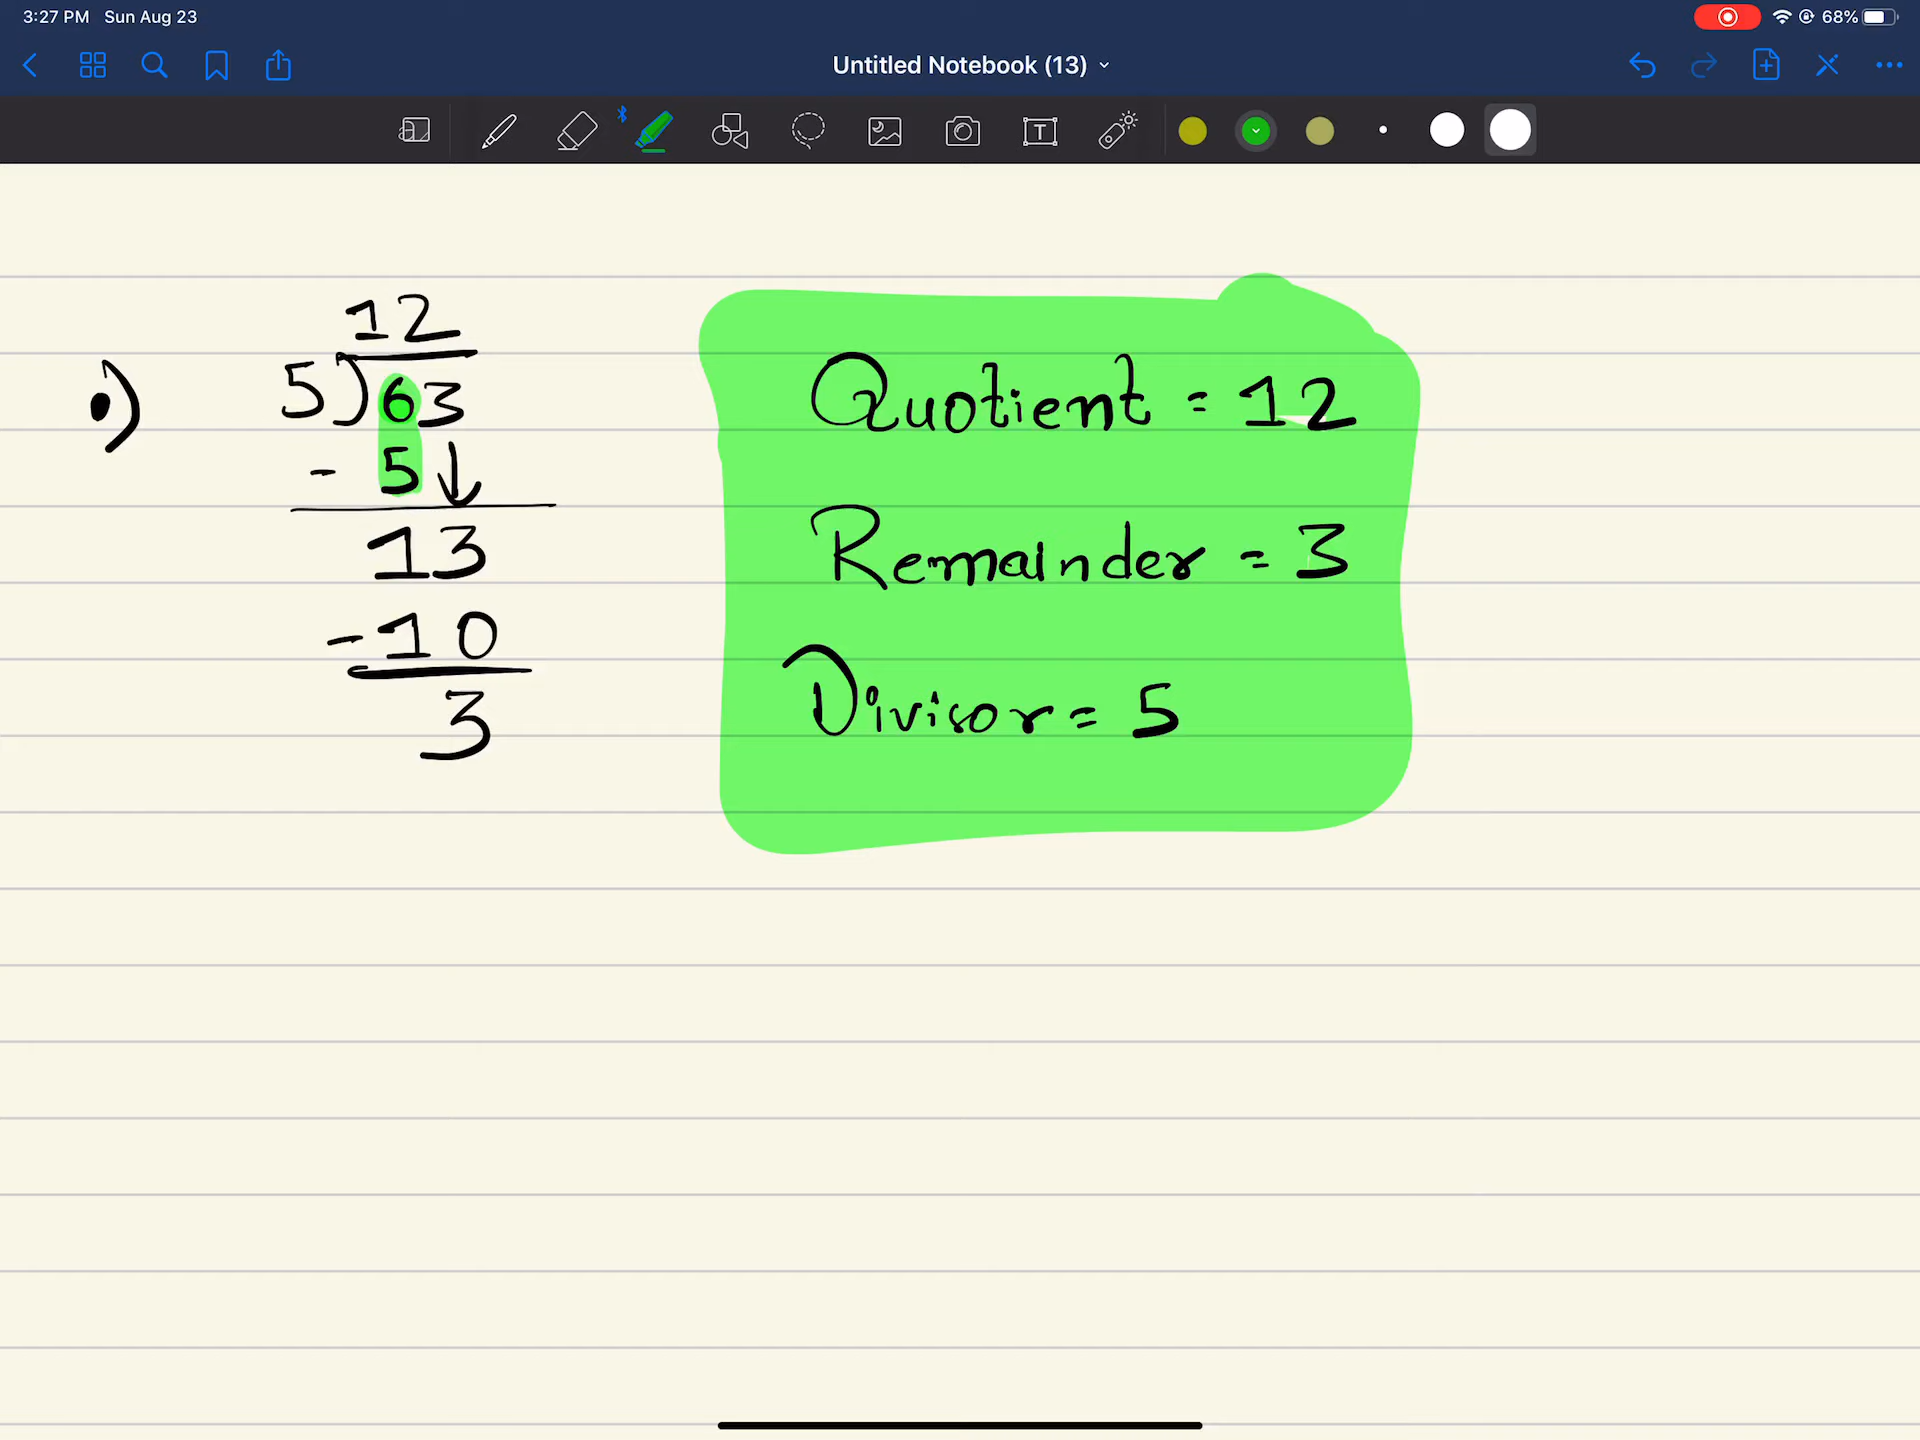 3:27 PM Sun Aug 23
68%
Untitled Notebook (13)
12
•) 5)63
- 5↓
13
-10
3
Quotient = 12
Remainder = 3
Divisor = 5